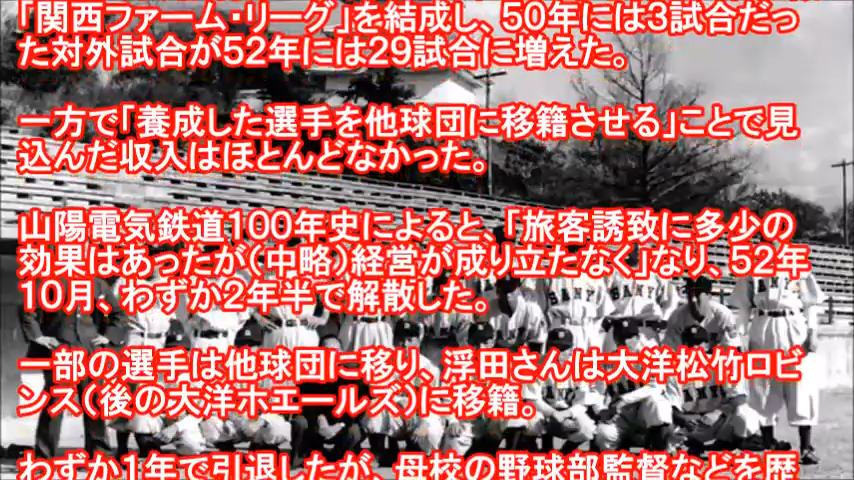 「関西ファーム・リーグ」を結成し、50年には3試合だっ
た対外試合が52年には29試合に増えた。
一方で「養成した選手を他球団に移籍させる」ことで見
込んだ収入はほとんどなかった。
山陽電気鉄道100年史によると、「旅客誘致に多少の
効果はあったが(中略)経営が成り立たなく」なり、52年
10月、わずか2年半で解散した。
一部の選手は他球団に移り、浮田さんは大洋松竹ロビ
ンス(後の大洋ホエールズ)に移籍。
わずか1年で引退したが、母校の野球部監督などを歴